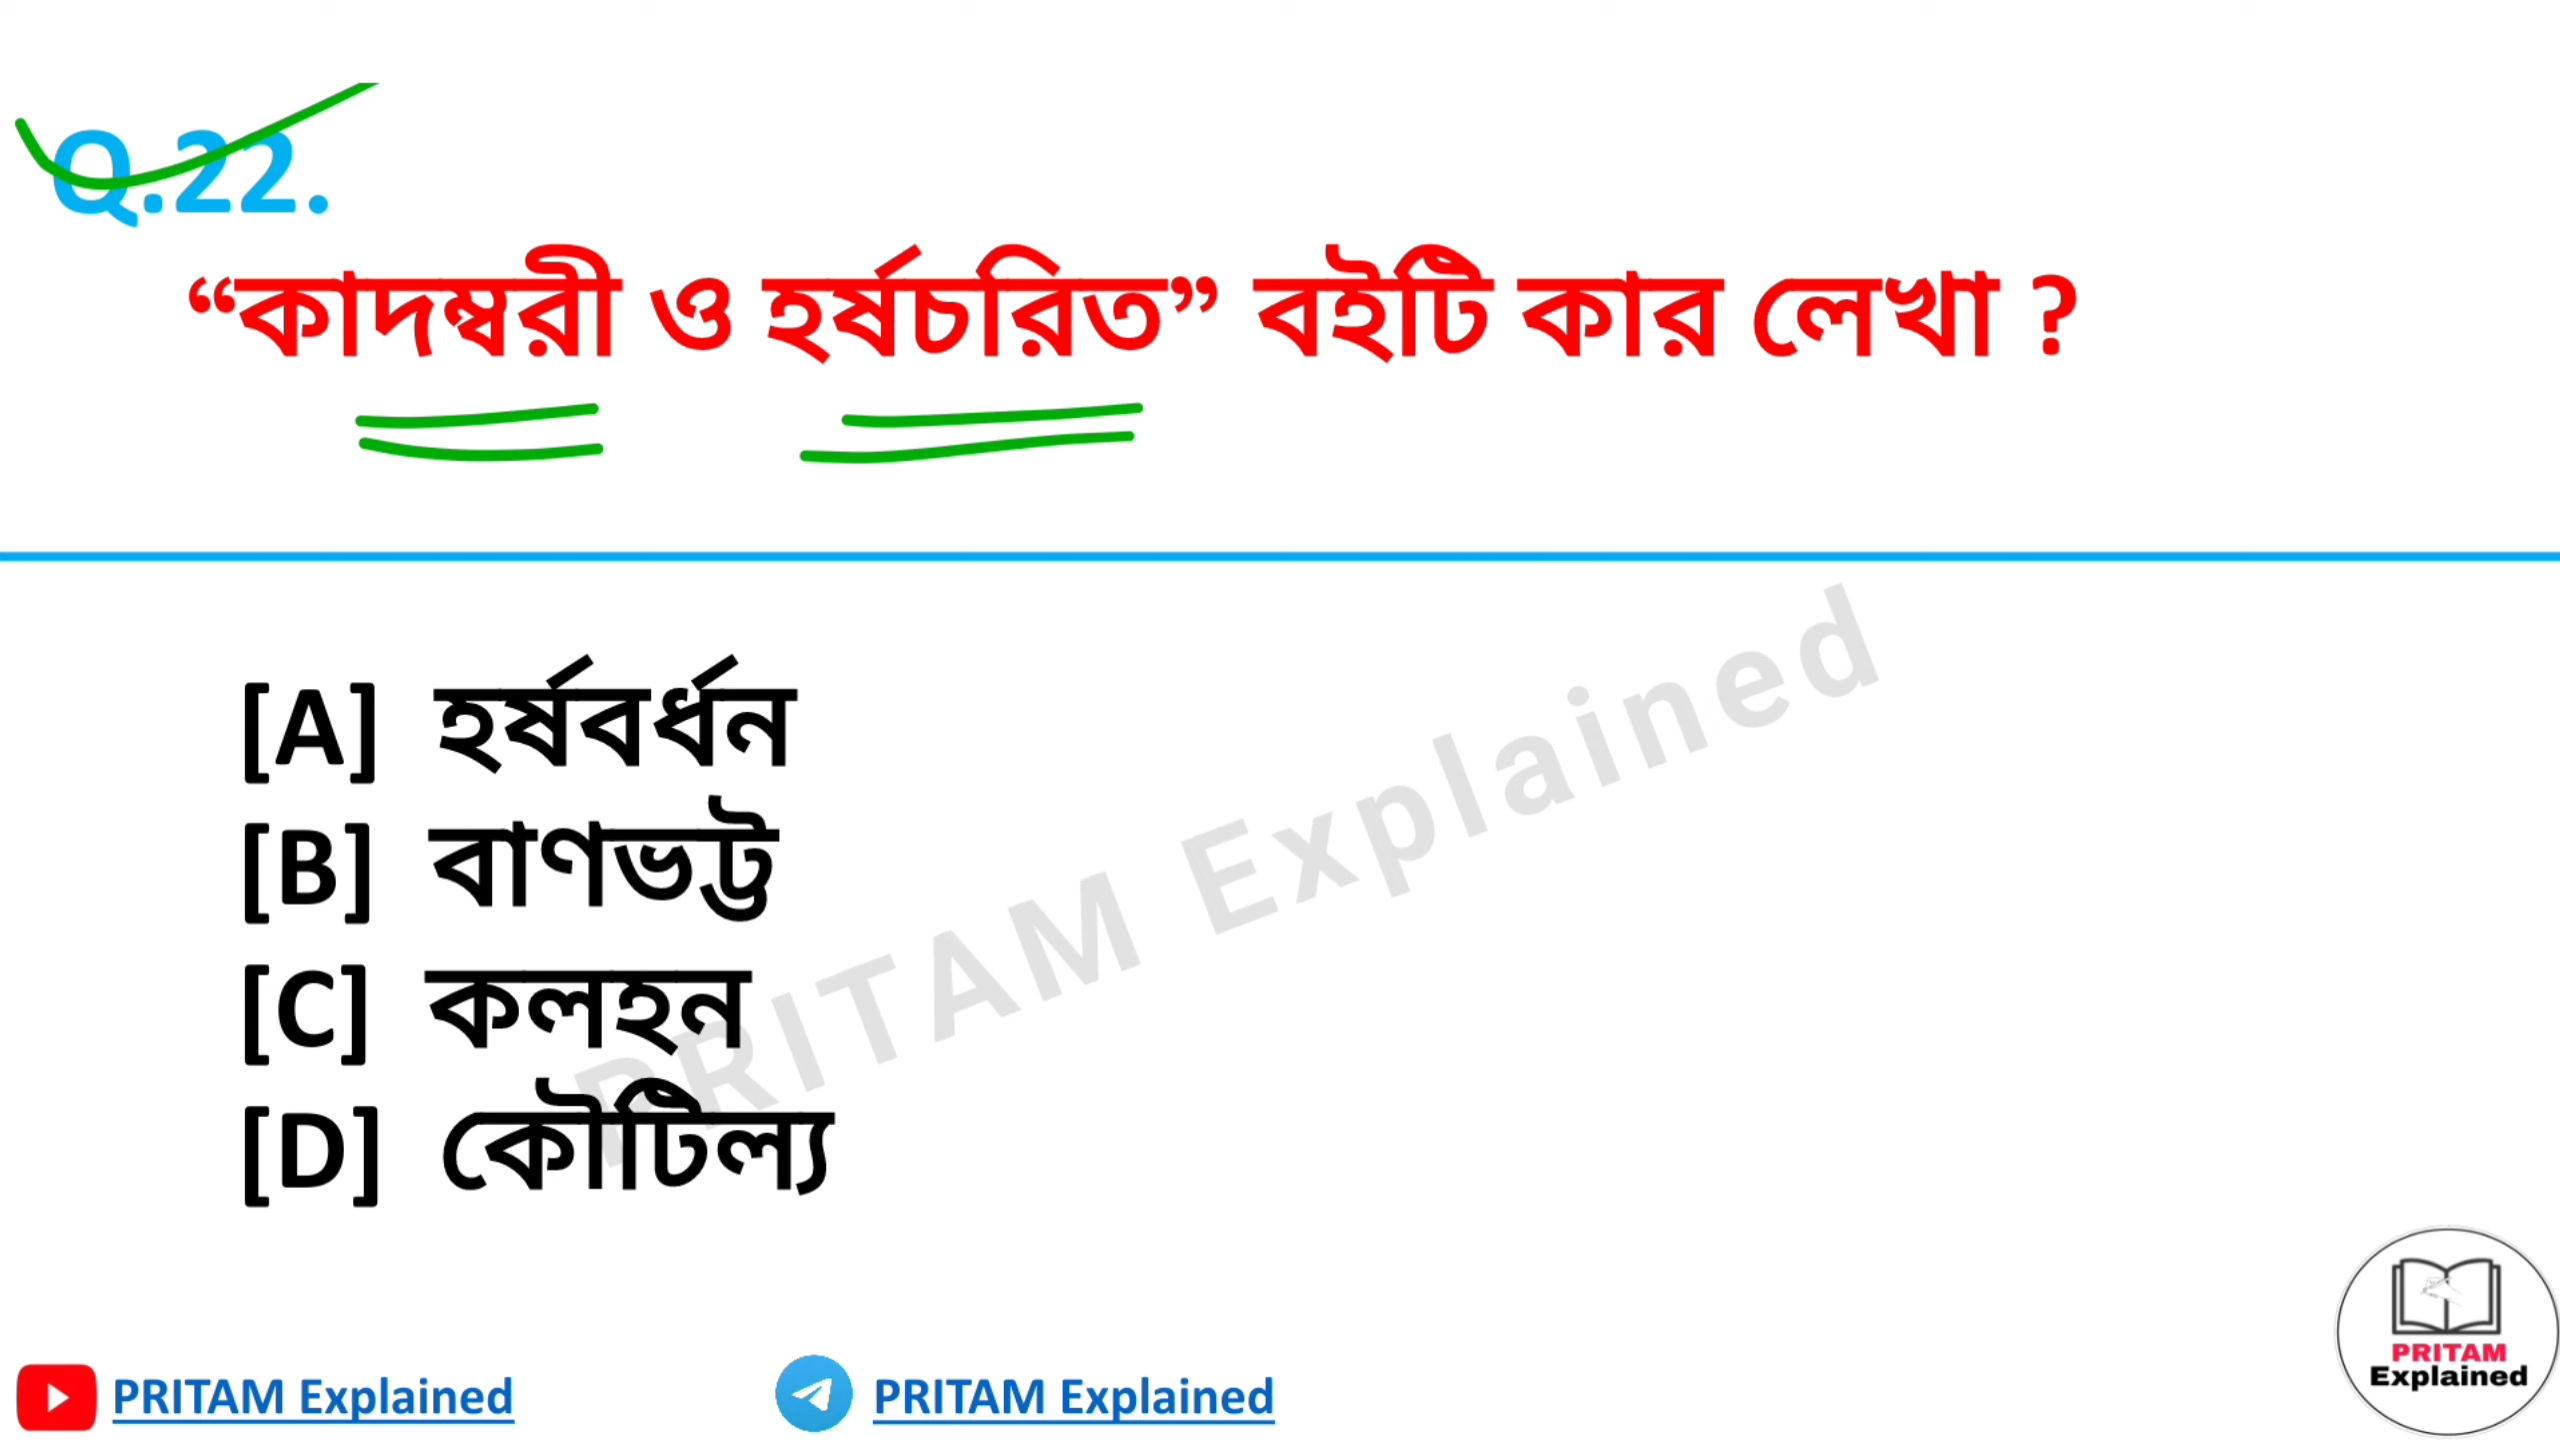 Q.22.
“কাদম্বরী ও হর্ষচরিত” বইটি কার লেখা ?
[A] হর্ষবর্ধন
[B] বাণভট্ট
[C] কলহন
[D] কৌটিল্য
PRITAM Explained
PRITAM Explained
PRITAM Explained
PRITAM
Explained